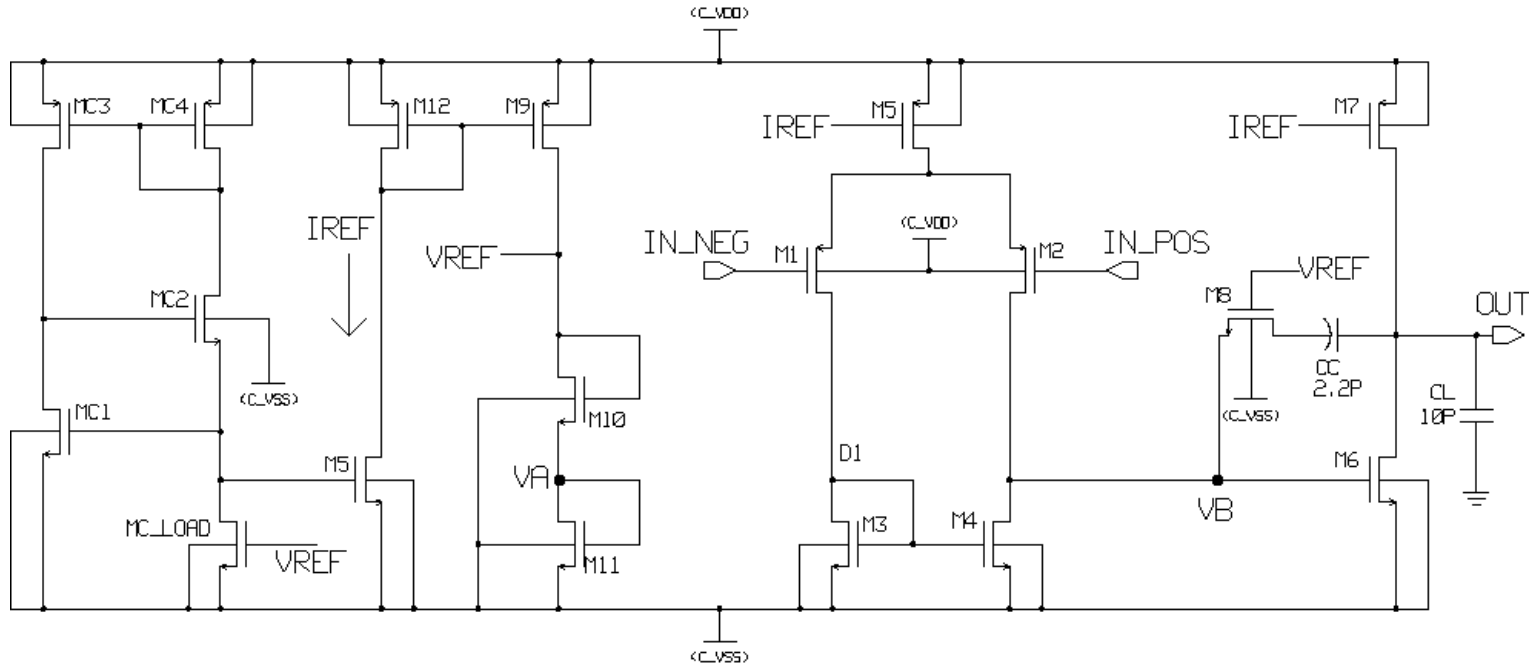 (C_VDD)
MC3
MC4
M12
M9
M5
M7
IREF
IREF
IREF
VREF
(C_VDD)
IN_NEG
M1
M2
IN_POS
MC2
VREF
M8
OUT
CC
2.2P
(C_VSS)
(C_VSS)
CL
10P
MC1
M10
D1
M5
VA
M6
VB
MC_LOAD
VREF
M11
M3
M4
(C_VSS)